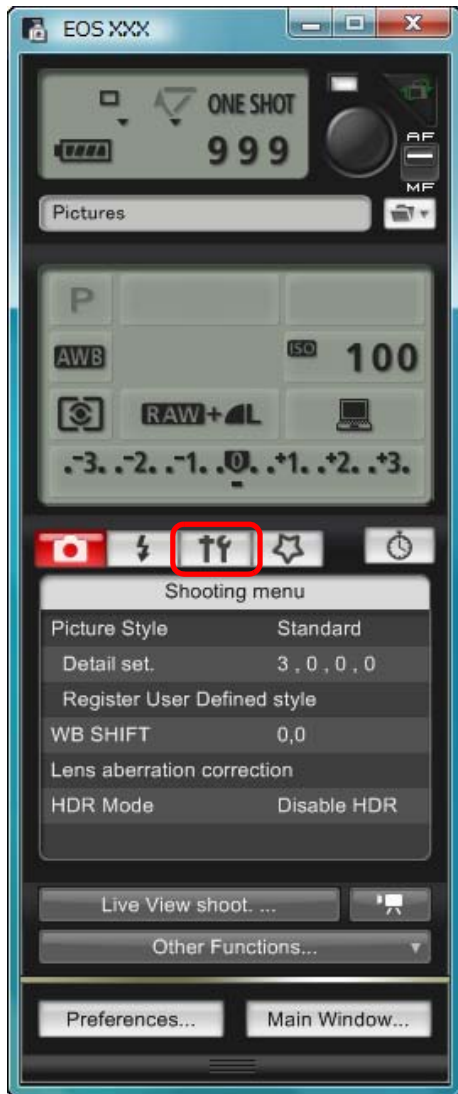 EOS XXX
ONE SHOT
999
AF
MF
Pictures
P
AWB
ISO 100
RAW+L
.-3. .-2. .-1. .0. .+1. .+2. .+3.
Shooting menu
Picture Style Standard
Detail set. 3 , 0 , 0 , 0
Register User Defined style
WB SHIFT 0,0
Lens aberration correction
HDR Mode Disable HDR
Live View shoot. ...
Other Functions...
Preferences... Main Window...